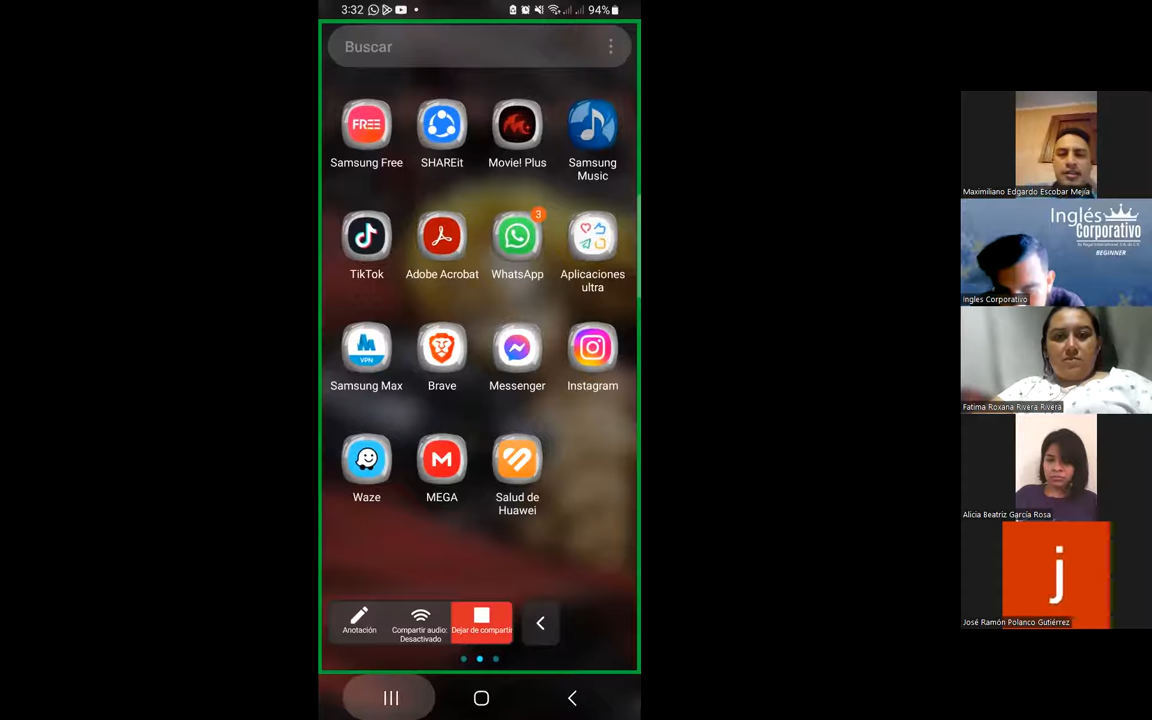 3:32
94%
Buscar
FREE
Samsung Free
SHAREit
Movie! Plus
Samsung
Music
3
TikTok
Adobe Acrobat
WhatsApp
Aplicaciones
ultra
VPN
Samsung Max
Brave
Messenger
Instagram
M
Waze
MEGA
Salud de
Huawei
Anotación
Compartir audio:
Desactivado
Dejar de compartir
Maximiliano Edgardo Escobar Mejía
Inglés
Corporativo
BEGINNER
Ingles Corporativo
Fatima Roxana Rivera Rivera
Alicia Beatriz García Rosa
j
José Ramón Polanco Gutiérrez